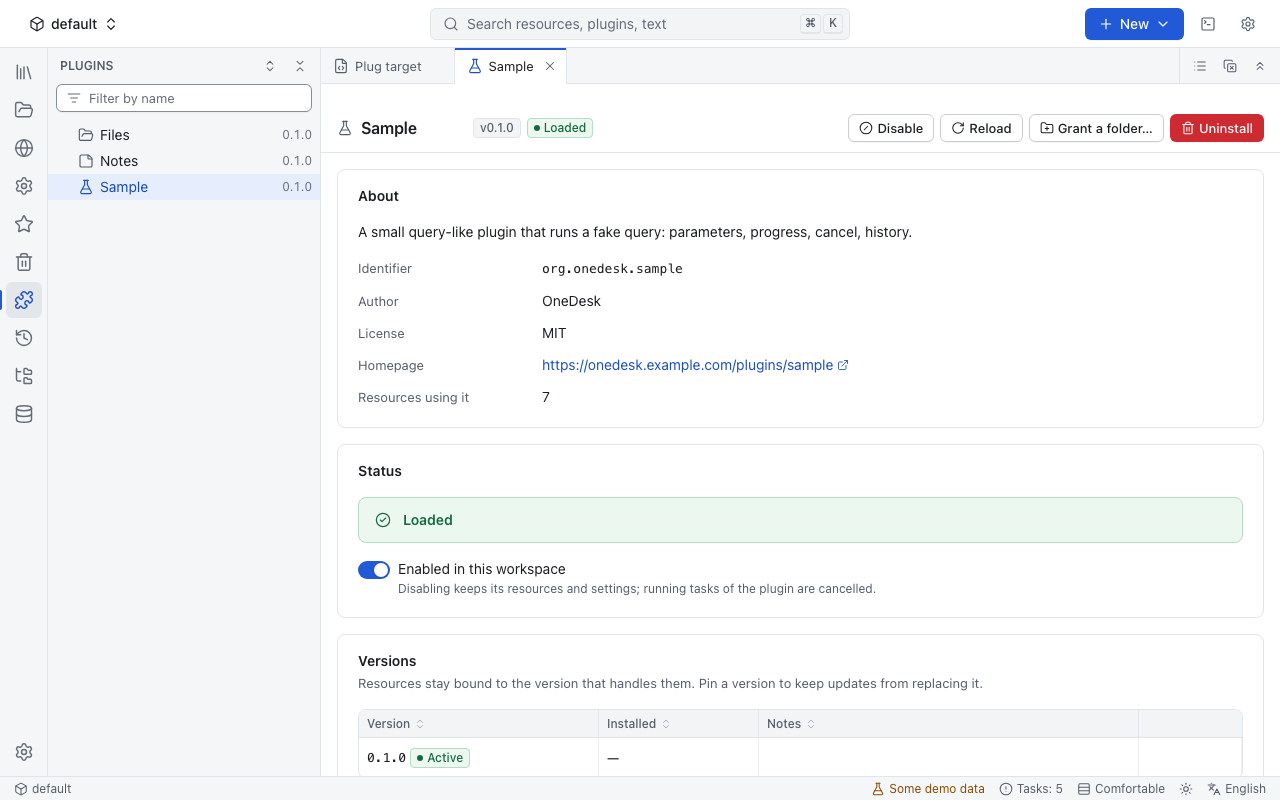 default
Search resources, plugins, text
⌘ K
New
PLUGINS
Filter by name
Files 0.1.0
Notes 0.1.0
Sample 0.1.0
Plug target
Sample
Sample
v0.1.0
Loaded
Disable
Reload
Grant a folder...
Uninstall
About
A small query-like plugin that runs a fake query: parameters, progress, cancel, history.
Identifier org.onedesk.sample
Author OneDesk
License MIT
Homepage https://onedesk.example.com/plugins/sample
Resources using it 7
Status
Loaded
Enabled in this workspace
Disabling keeps its resources and settings; running tasks of the plugin are cancelled.
Versions
Resources stay bound to the version that handles them. Pin a version to keep updates from replacing it.
Version Installed Notes
0.1.0 Active —
default
Some demo data
Tasks: 5
Comfortable
English